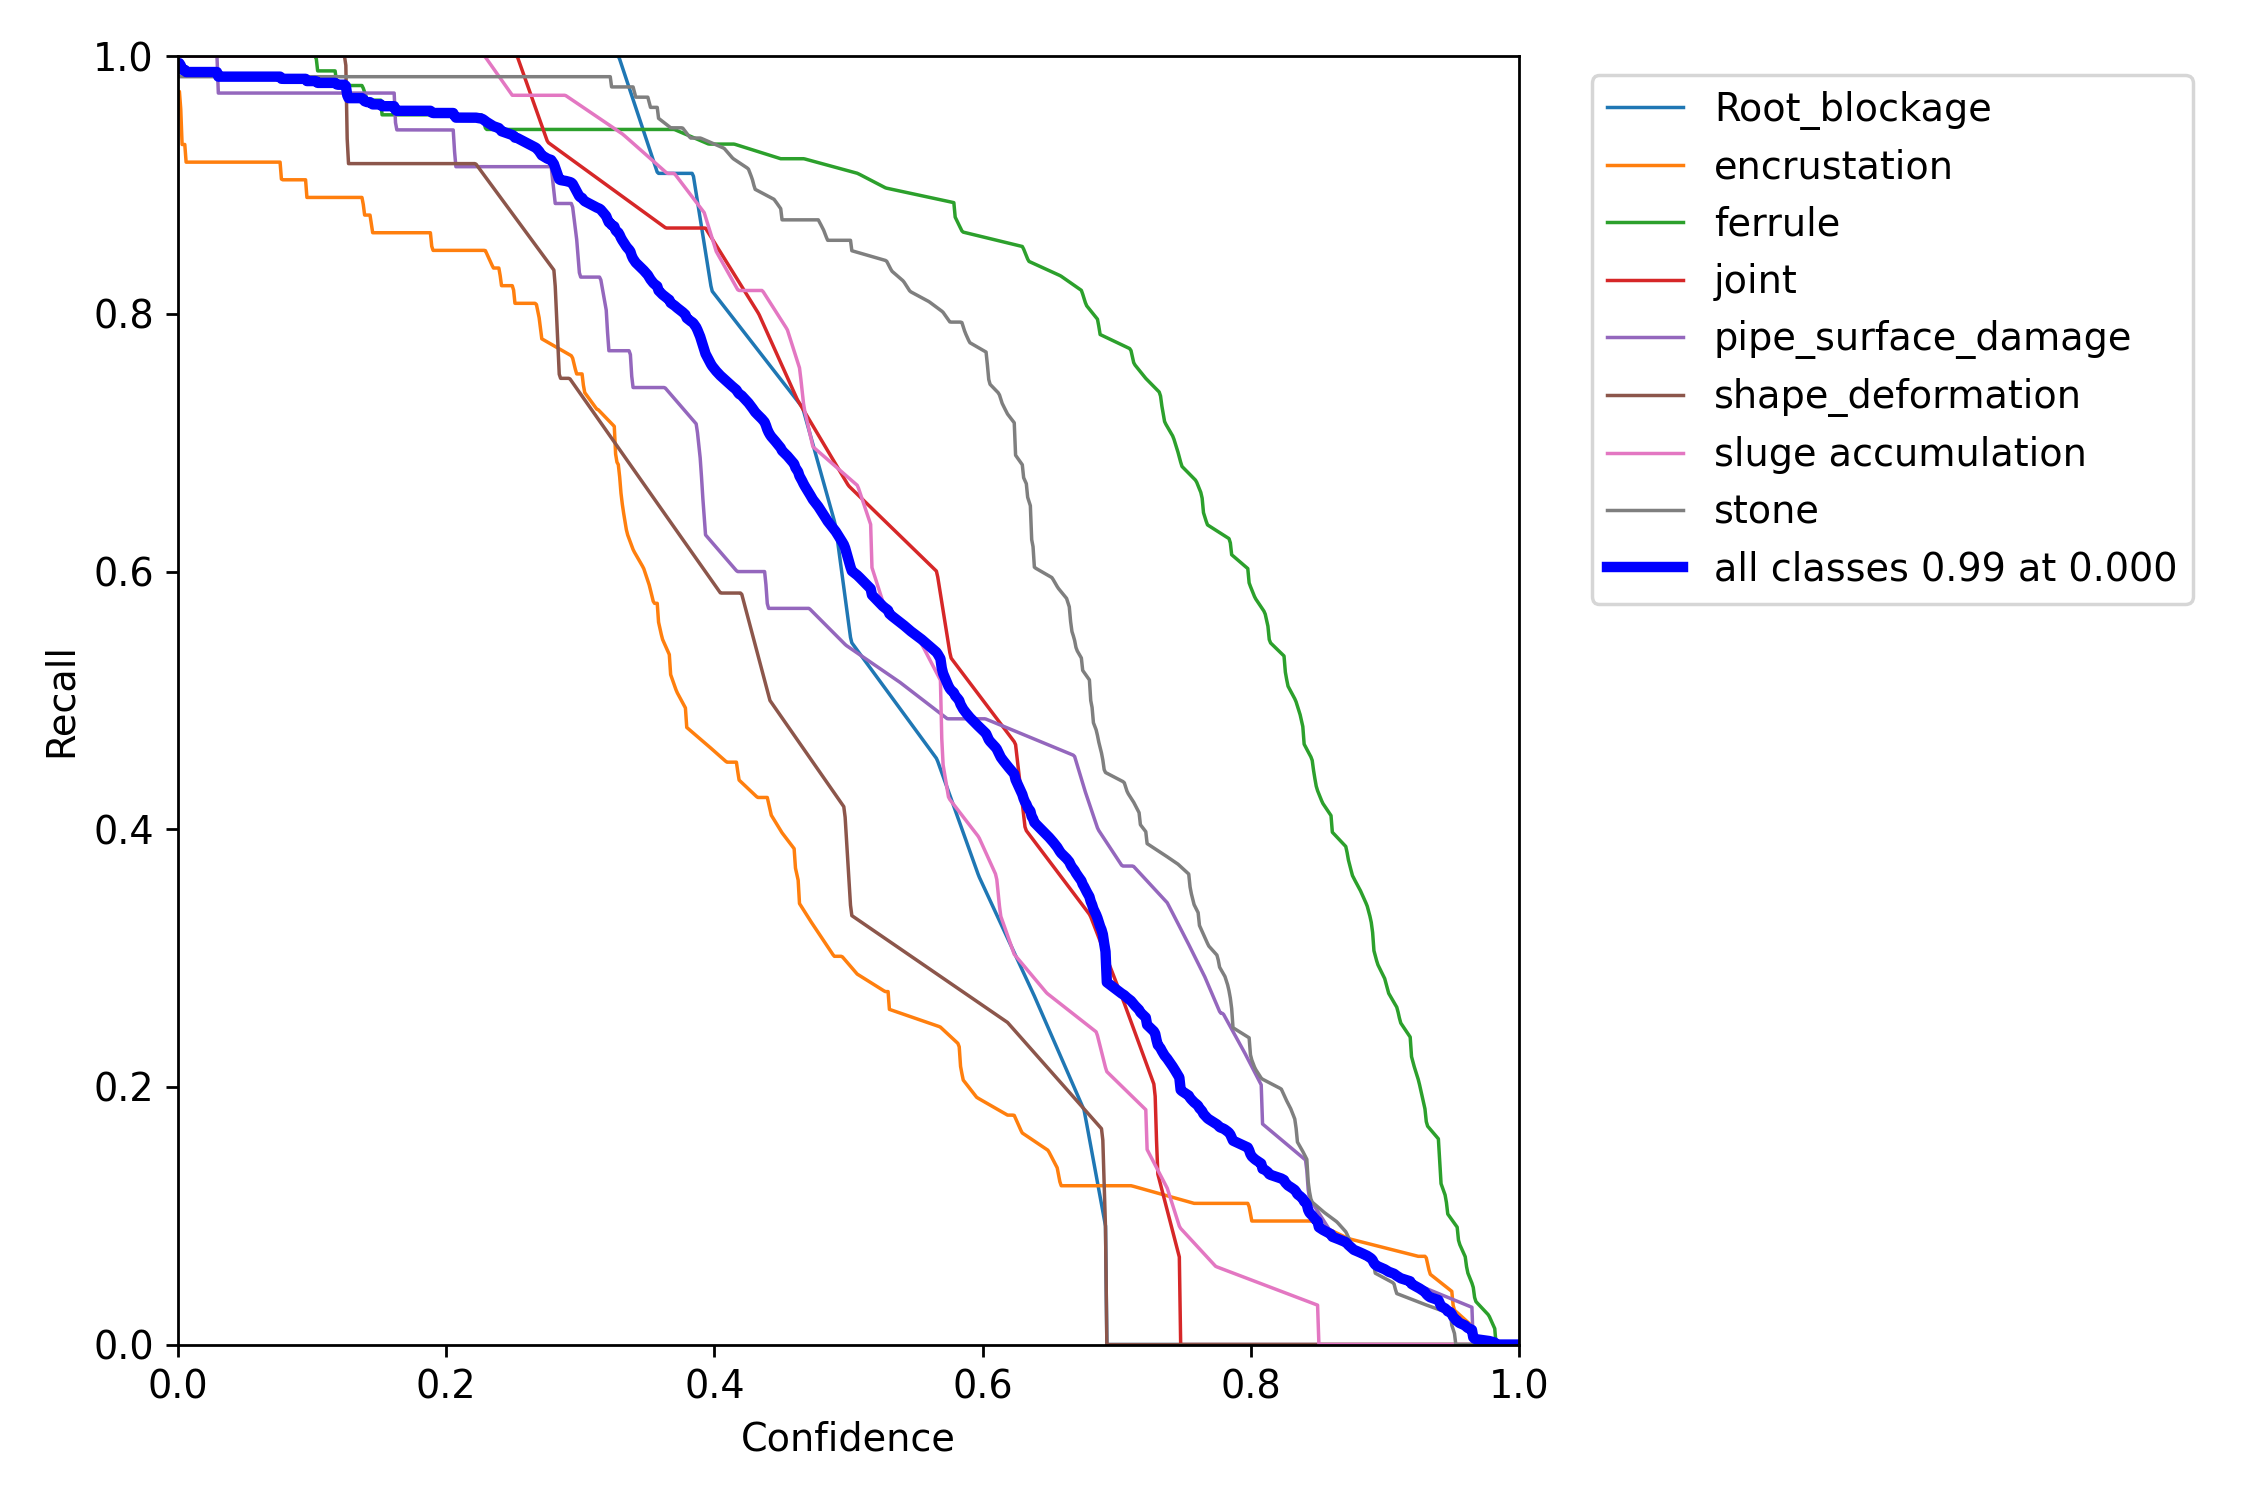 1.0
0.8
0.6
0.4
0.2
0.0
Recall
0.0 0.2 0.4 0.6 0.8 1.0
Confidence
Root_blockage
encrustation
ferrule
joint
pipe_surface_damage
shape_deformation
sluge accumulation
stone
all classes 0.99 at 0.000